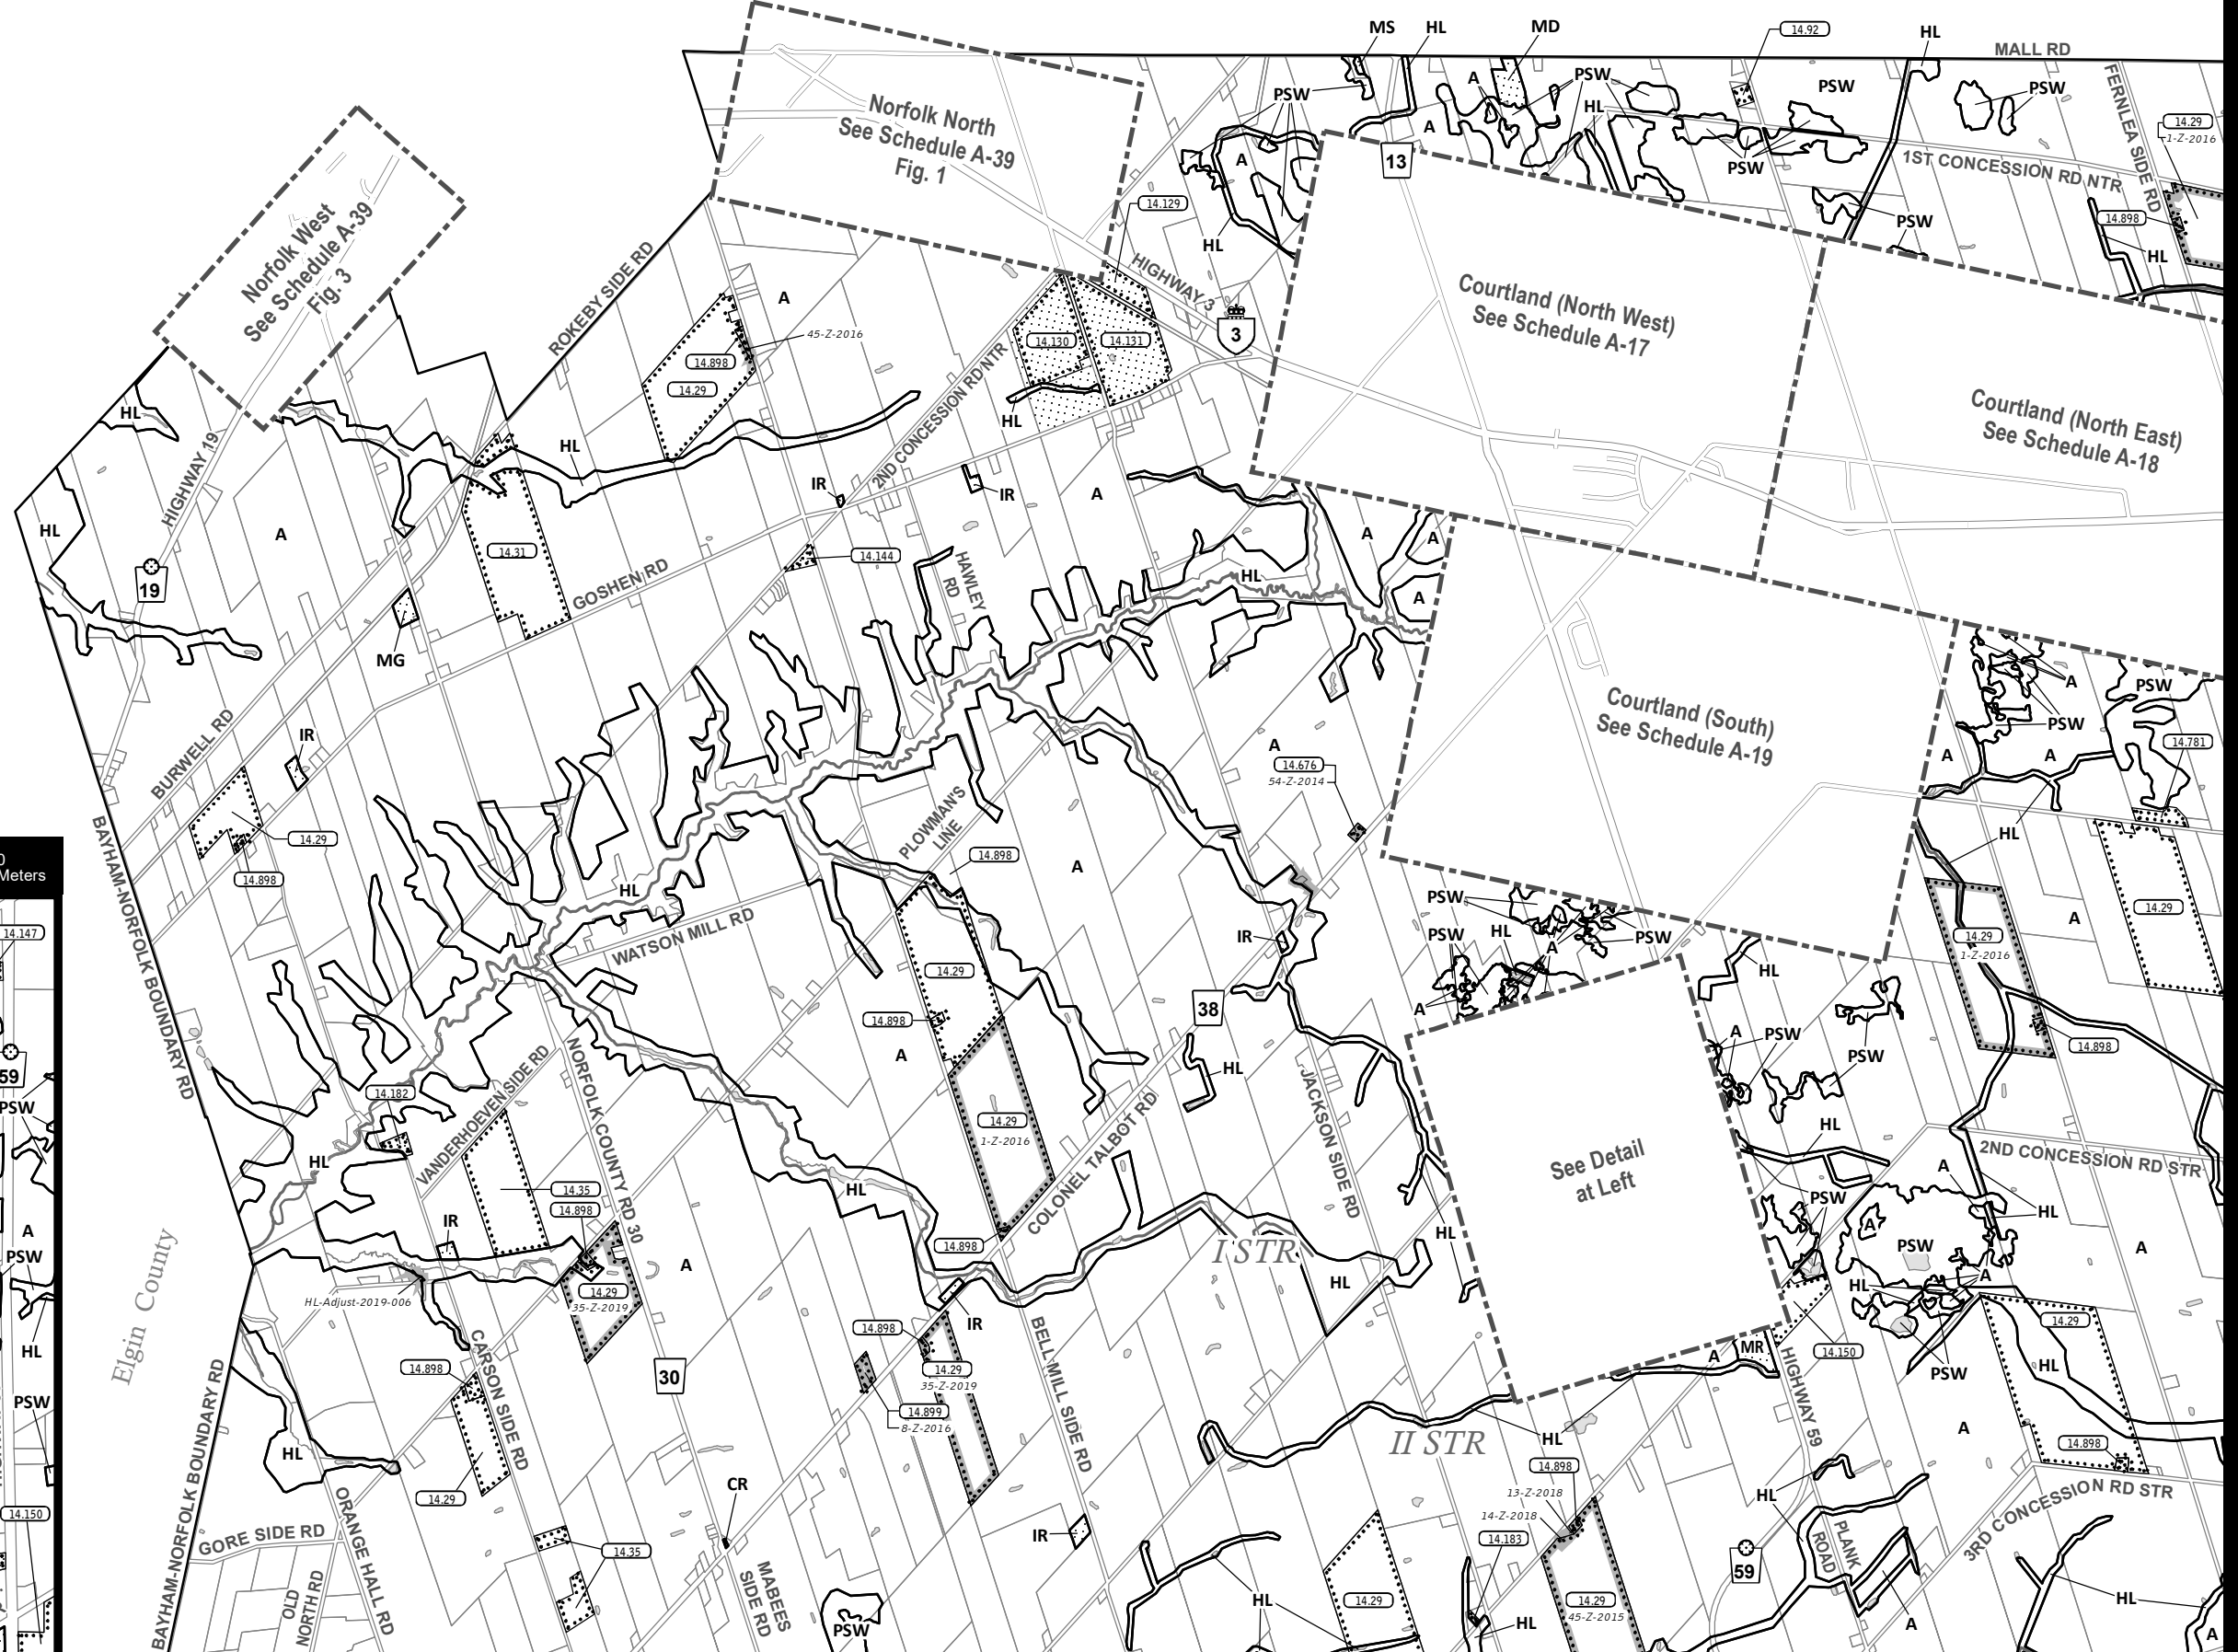 MS
HL
MD
14.92
HL
MALL RD
PSW
A
PSW
PSW
PSW
FERNLEA SIDE RD
Norfolk North
See Schedule A-39
Fig. 1
HL
A
14.29
1-Z-2016
A
13
PSW
1ST CONCESSION RD NTR
Norfolk West
See Schedule A-39
Fig. 3
14.129
HL
PSW
14.898
HL
ROKEBY SIDE RD
A
HIGHWAY 3
3
Courtland (North West)
See Schedule A-17
45-Z-2016
14.898
14.29
14.130
14.131
2ND CONCESSION RD NTR
HL
HL
HL
Courtland (North East)
See Schedule A-18
HIGHWAY 19
IR
IR
A
HL
A
19
14.31
14.144
HAWLEY
RD
A
A
HL
A
GOSHEN RD
MG
BURWELL RD
IR
A
PSW
PSW
Courtland (South)
See Schedule A-19
A
A
14.781
A
14.676
54-Z-2014
HL
BAYHAM-NORFOLK BOUNDARY RD
14.29
14.898
PLOWMAN'S
LINE
14.898
A
0
Meters
14.147
HL
WATSON MILL RD
14.29
14.898
A
IR
38
PSW
PSW
HL
A
PSW
A
HL
14.29
1-Z-2016
A
14.29
59
PSW
14.182
VANDERHOEVEN SIDE RD
NORFOLK COUNTY RD 30
14.29
1-Z-2016
COLONEL TALBOT RD
HL
JACKSON SIDE RD
A
PSW
PSW
14.898
HL
2ND CONCESSION RD STR
See Detail
at Left
HL
14.35
14.898
IR
HL
14.898
I STR
HL
HL
PSW
A
A
HL
PSW
A
HL
A
A
PSW
HL
PSW
HL-Adjust-2019-006
14.29
35-Z-2019
A
Elgin County
IR
14.898
14.29
35-Z-2019
14.899
8-Z-2016
BELL MILL SIDE RD
A
MR
14.150
HIGHWAY 59
PSW
14.29
HL
30
CARSON SIDE RD
14.898
14.29
HL
BAYHAM-NORFOLK BOUNDARY RD
II STR
HL
A
14.898
14.150
CR
14.898
13-Z-2018
14-Z-2018
14.183
HL
3RD CONCESSION RD STR
GORE SIDE RD
ORANGE HALL RD
OLD
NORTH RD
14.35
MABEES
SIDE RD
IR
PSW
HL
14.29
HL
14.29
45-Z-2015
59
PLANK
ROAD
A
HL
A